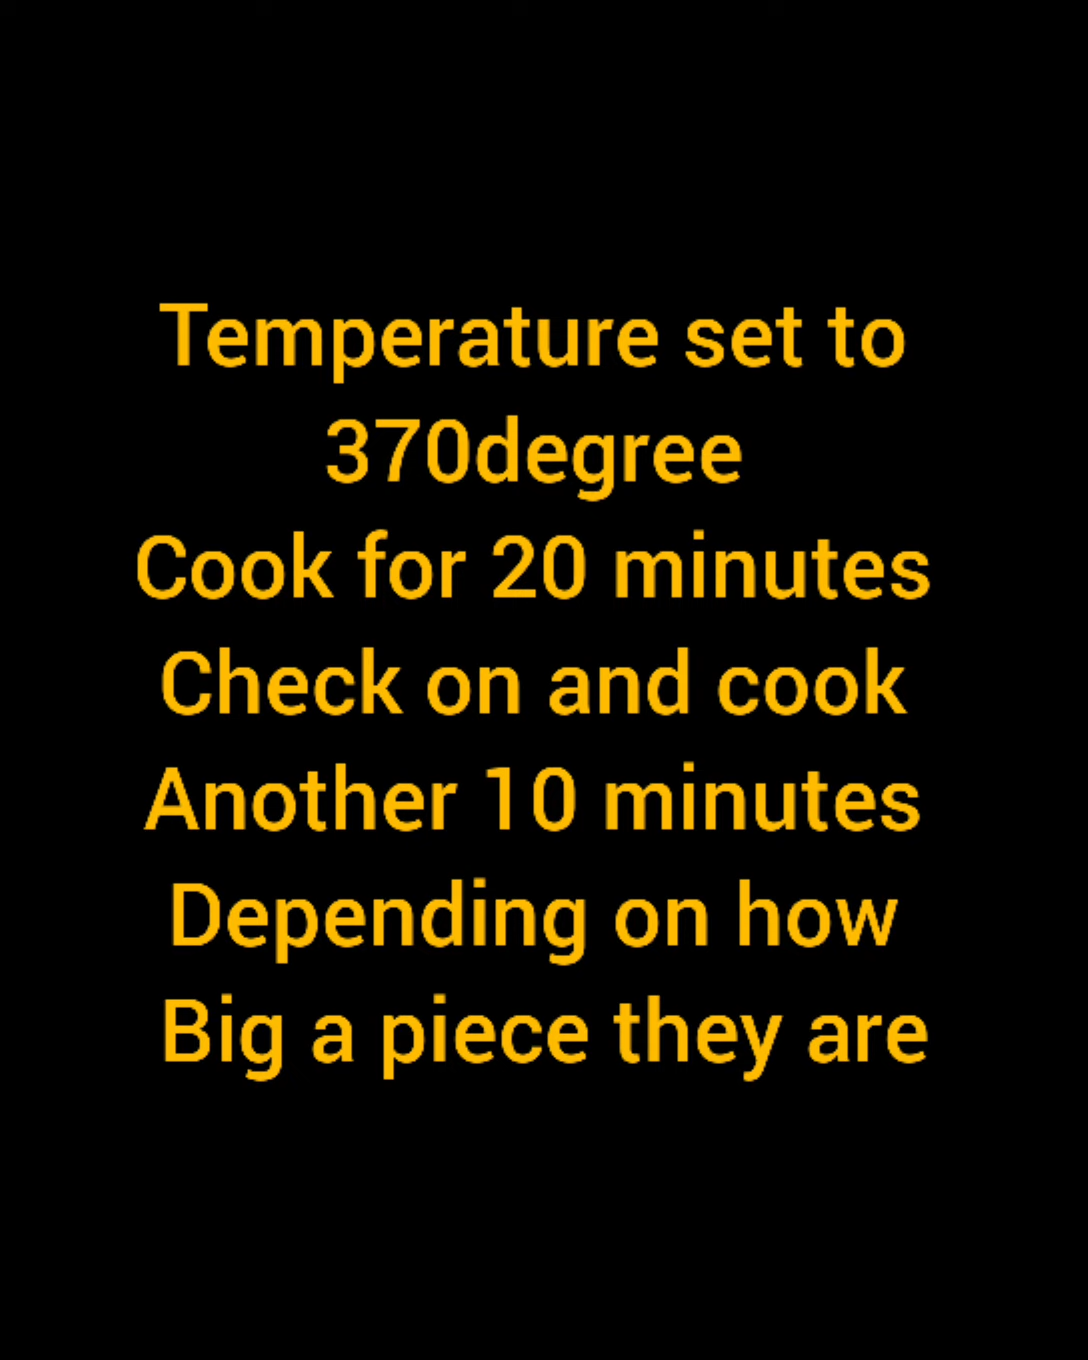 Temperature set to
370degree
Cook for 20 minutes
Check on and cook
Another 10 minutes
Depending on how
Big a piece they are